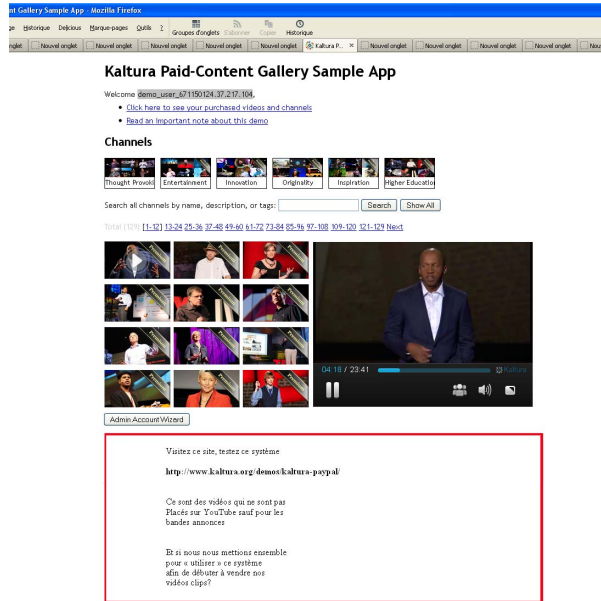 nt Gallery Sample App - Mozilla Firefox
ge Historique Delicious Marque-pages Outils ? Groupes d'onglets S'abonner Copier Historique
nglet Nouvel onglet Nouvel onglet Nouvel onglet Nouvel onglet Nouvel onglet Kaltura P... × Nouvel onglet Nouvel onglet Nouvel onglet Nouvel onglet Nou
Kaltura Paid-Content Gallery Sample App
Welcome demo_user_671150124.37.217.104,
Click here to see your purchased videos and channels
Read an important note about this demo
Channels
Thought Provoki Entertainment Innovation Originality Inspiration Higher Educatio
Search all channels by name, description, or tags: Search Show All
Total (129) [1-12] 13-24 25-36 37-48 49-60 61-72 73-84 85-96 97-108 109-120 121-129 Next
04:18 / 23:41 Kaltura
Admin Account Wizard
Visitez ce site, testez ce système
http://www.kaltura.org/demos/kaltura-paypal/
Ce sont des vidéos qui ne sont pas
Placés sur YouTube sauf pour les
bandes annonces
Et si nous nous mettions ensemble
pour « utiliser » ce système
afin de débuter à vendre nos
vidéos clips?